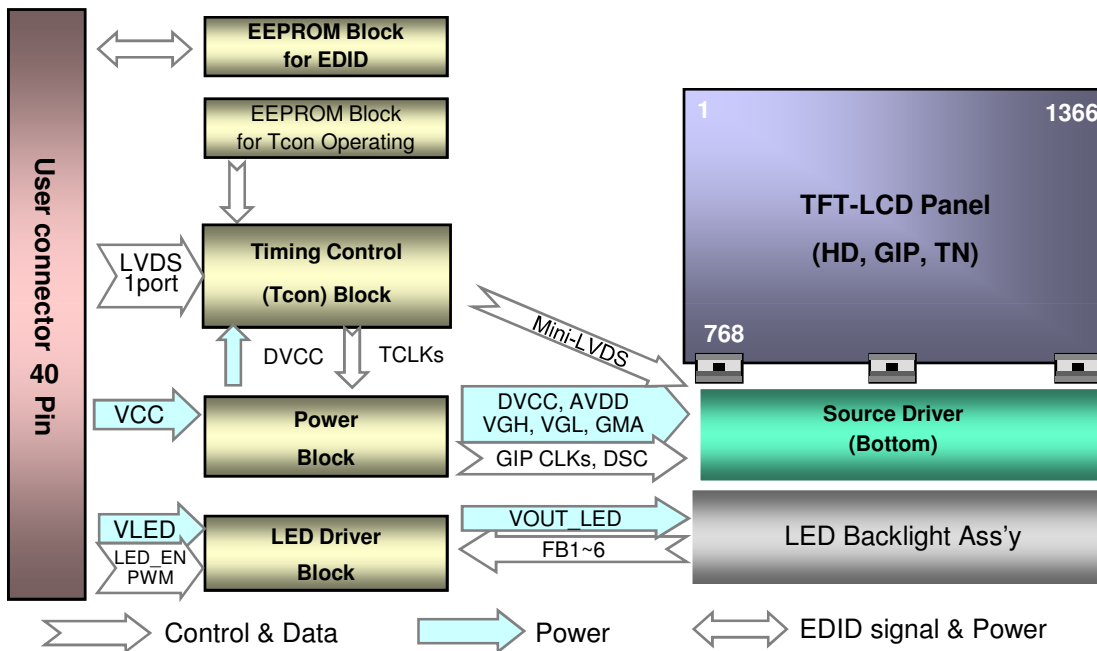 User connector 40 Pin
EEPROM Block
for EDID
EEPROM Block
for Tcon Operating
LVDS
1port
Timing Control
(Tcon) Block
DVCC
TCLKs
Mini-LVDS
1
1366
TFT-LCD Panel
(HD, GIP, TN)
768
VCC
Power
Block
DVCC, AVDD
VGH, VGL, GMA
GIP CLKs, DSC
Source Driver
(Bottom)
VLED
LED_EN
PWM
LED Driver
Block
VOUT_LED
FB1~6
LED Backlight Ass'y
Control & Data
Power
EDID signal & Power